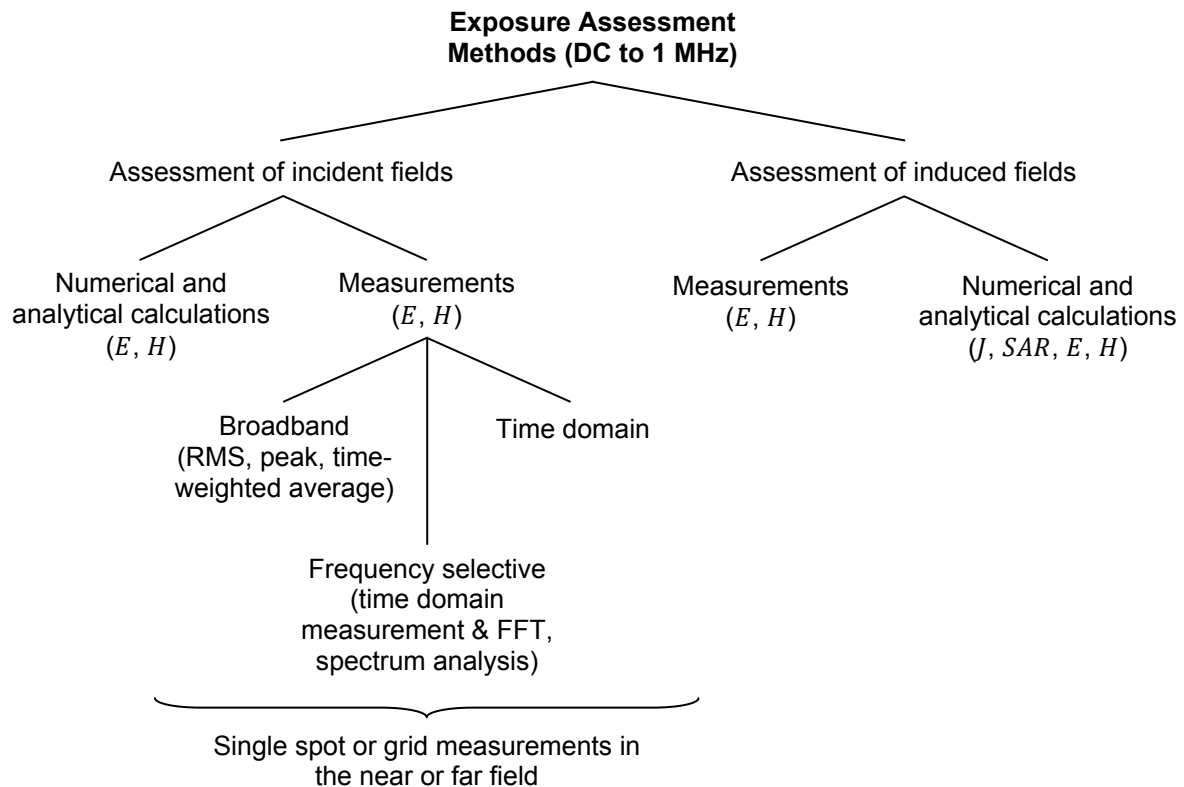 Exposure Assessment
Methods (DC to 1 MHz)
Assessment of incident fields
Assessment of induced fields
Numerical and
analytical calculations
(E, H)
Measurements
(E, H)
Measurements
(E, H)
Numerical and
analytical calculations
(J, SAR, E, H)
Broadband
(RMS, peak, time-
weighted average)
Time domain
Frequency selective
(time domain
measurement & FFT,
spectrum analysis)
Single spot or grid measurements in
the near or far field